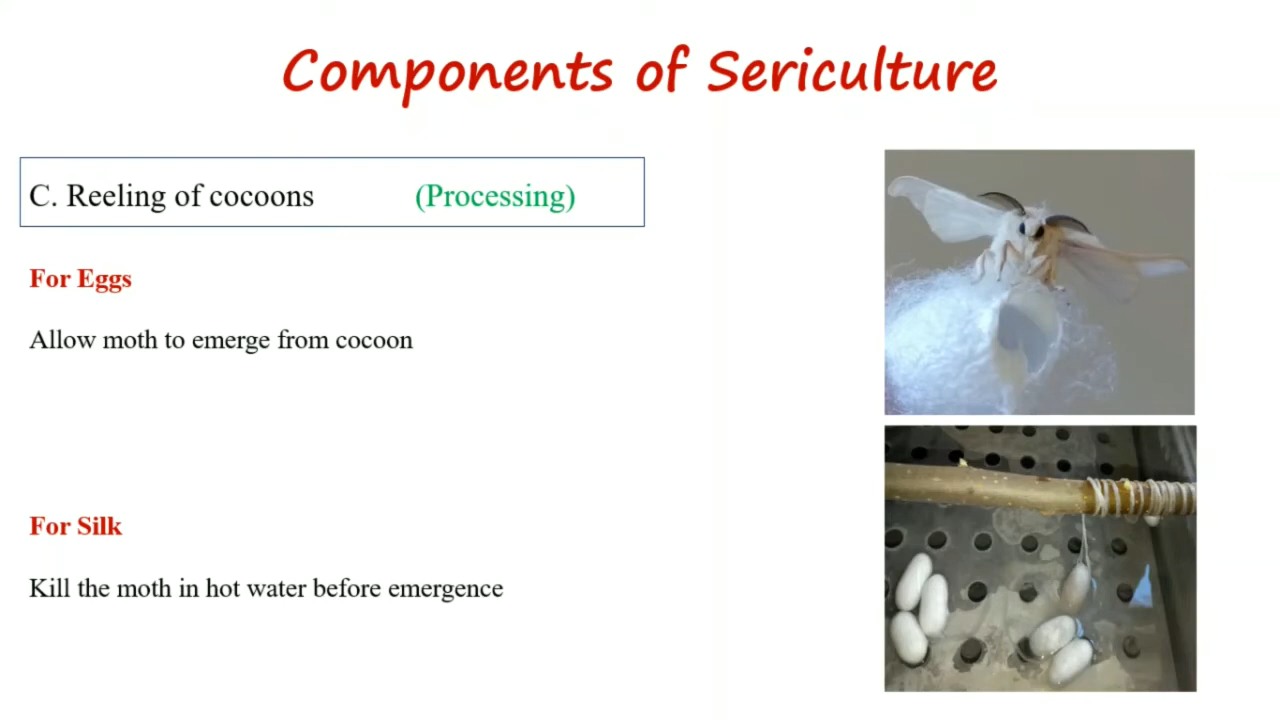 Components of Sericulture
C. Reeling of cocoons (Processing)
For Eggs
Allow moth to emerge from cocoon
For Silk
Kill the moth in hot water before emergence